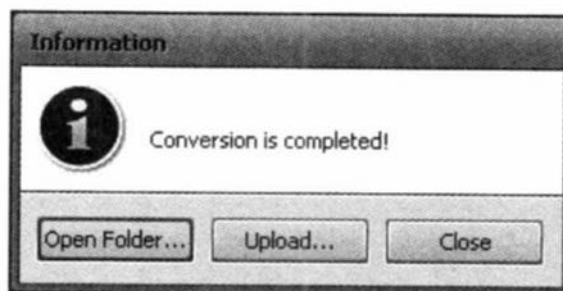 Information
Conversion is completed!
Open Folder... Upload... Close